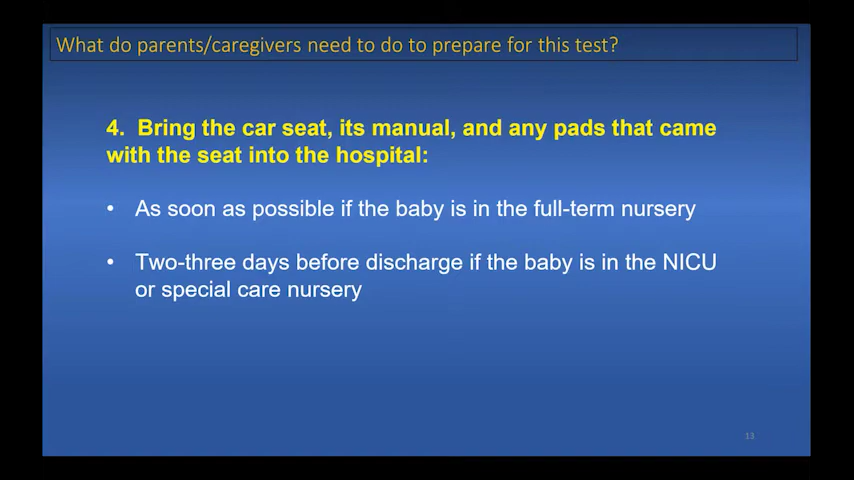 What do parents/caregivers need to do to prepare for this test?
4. Bring the car seat, its manual, and any pads that came
with the seat into the hospital:
• As soon as possible if the baby is in the full-term nursery
• Two-three days before discharge if the baby is in the NICU
or special care nursery
13